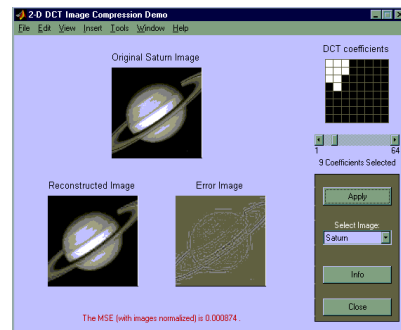 2-D DCT Image Compression Demo
File Edit View Insert Tools Window Help
Original Saturn Image
DCT coefficients
1 64
9 Coefficients Selected
Reconstructed Image
Error Image
Apply
Select Image:
Saturn
Info
Close
The MSE (with images normalized) is 0.000874 .